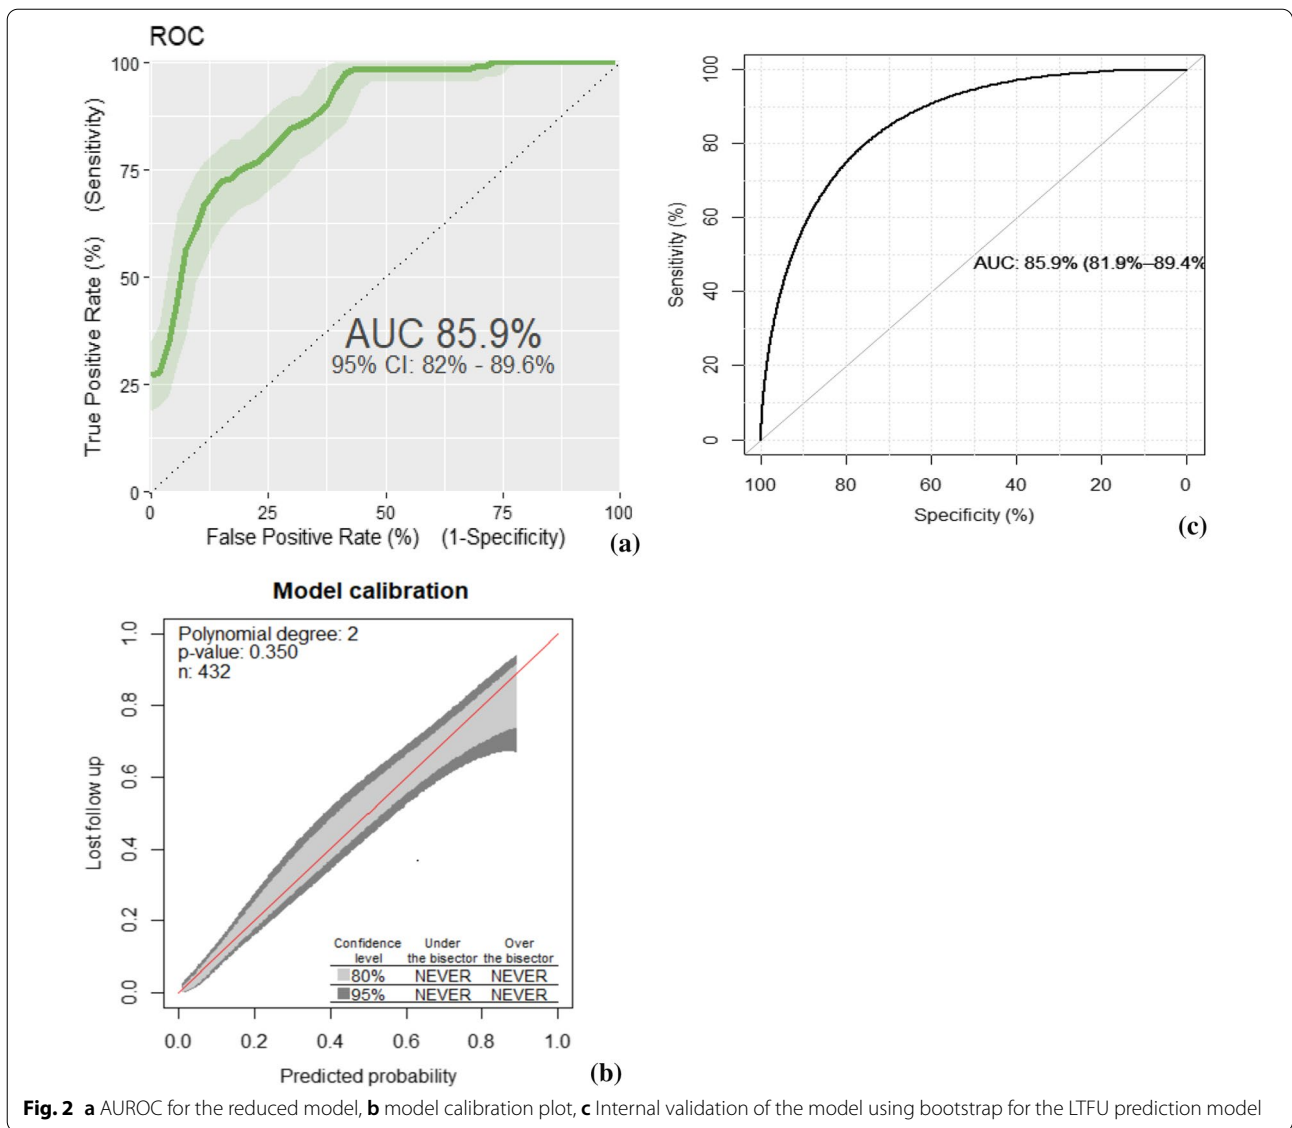 ROC
100
75
50
25
0
True Positive Rate (%) (Sensitivity)
AUC 85.9%
95% CI: 82% - 89.6%
0 25 50 75 100
False Positive Rate (%) (1-Specificity)
(a)
100
80
60
40
20
0
Sensitivity (%)
AUC: 85.9% (81.9%–89.4%
100 80 60 40 20 0
Specificity (%)
(c)
Model calibration
Polynomial degree: 2
p-value: 0.350
n: 432
1.0
0.8
0.6
0.4
0.2
0.0
Lost follow up
Confidence level Under the bisector Over the bisector
80% NEVER NEVER
95% NEVER NEVER
0.0 0.2 0.4 0.6 0.8 1.0
Predicted probability
(b)
Fig. 2 a AUROC for the reduced model, b model calibration plot, c Internal validation of the model using bootstrap for the LTFU prediction model